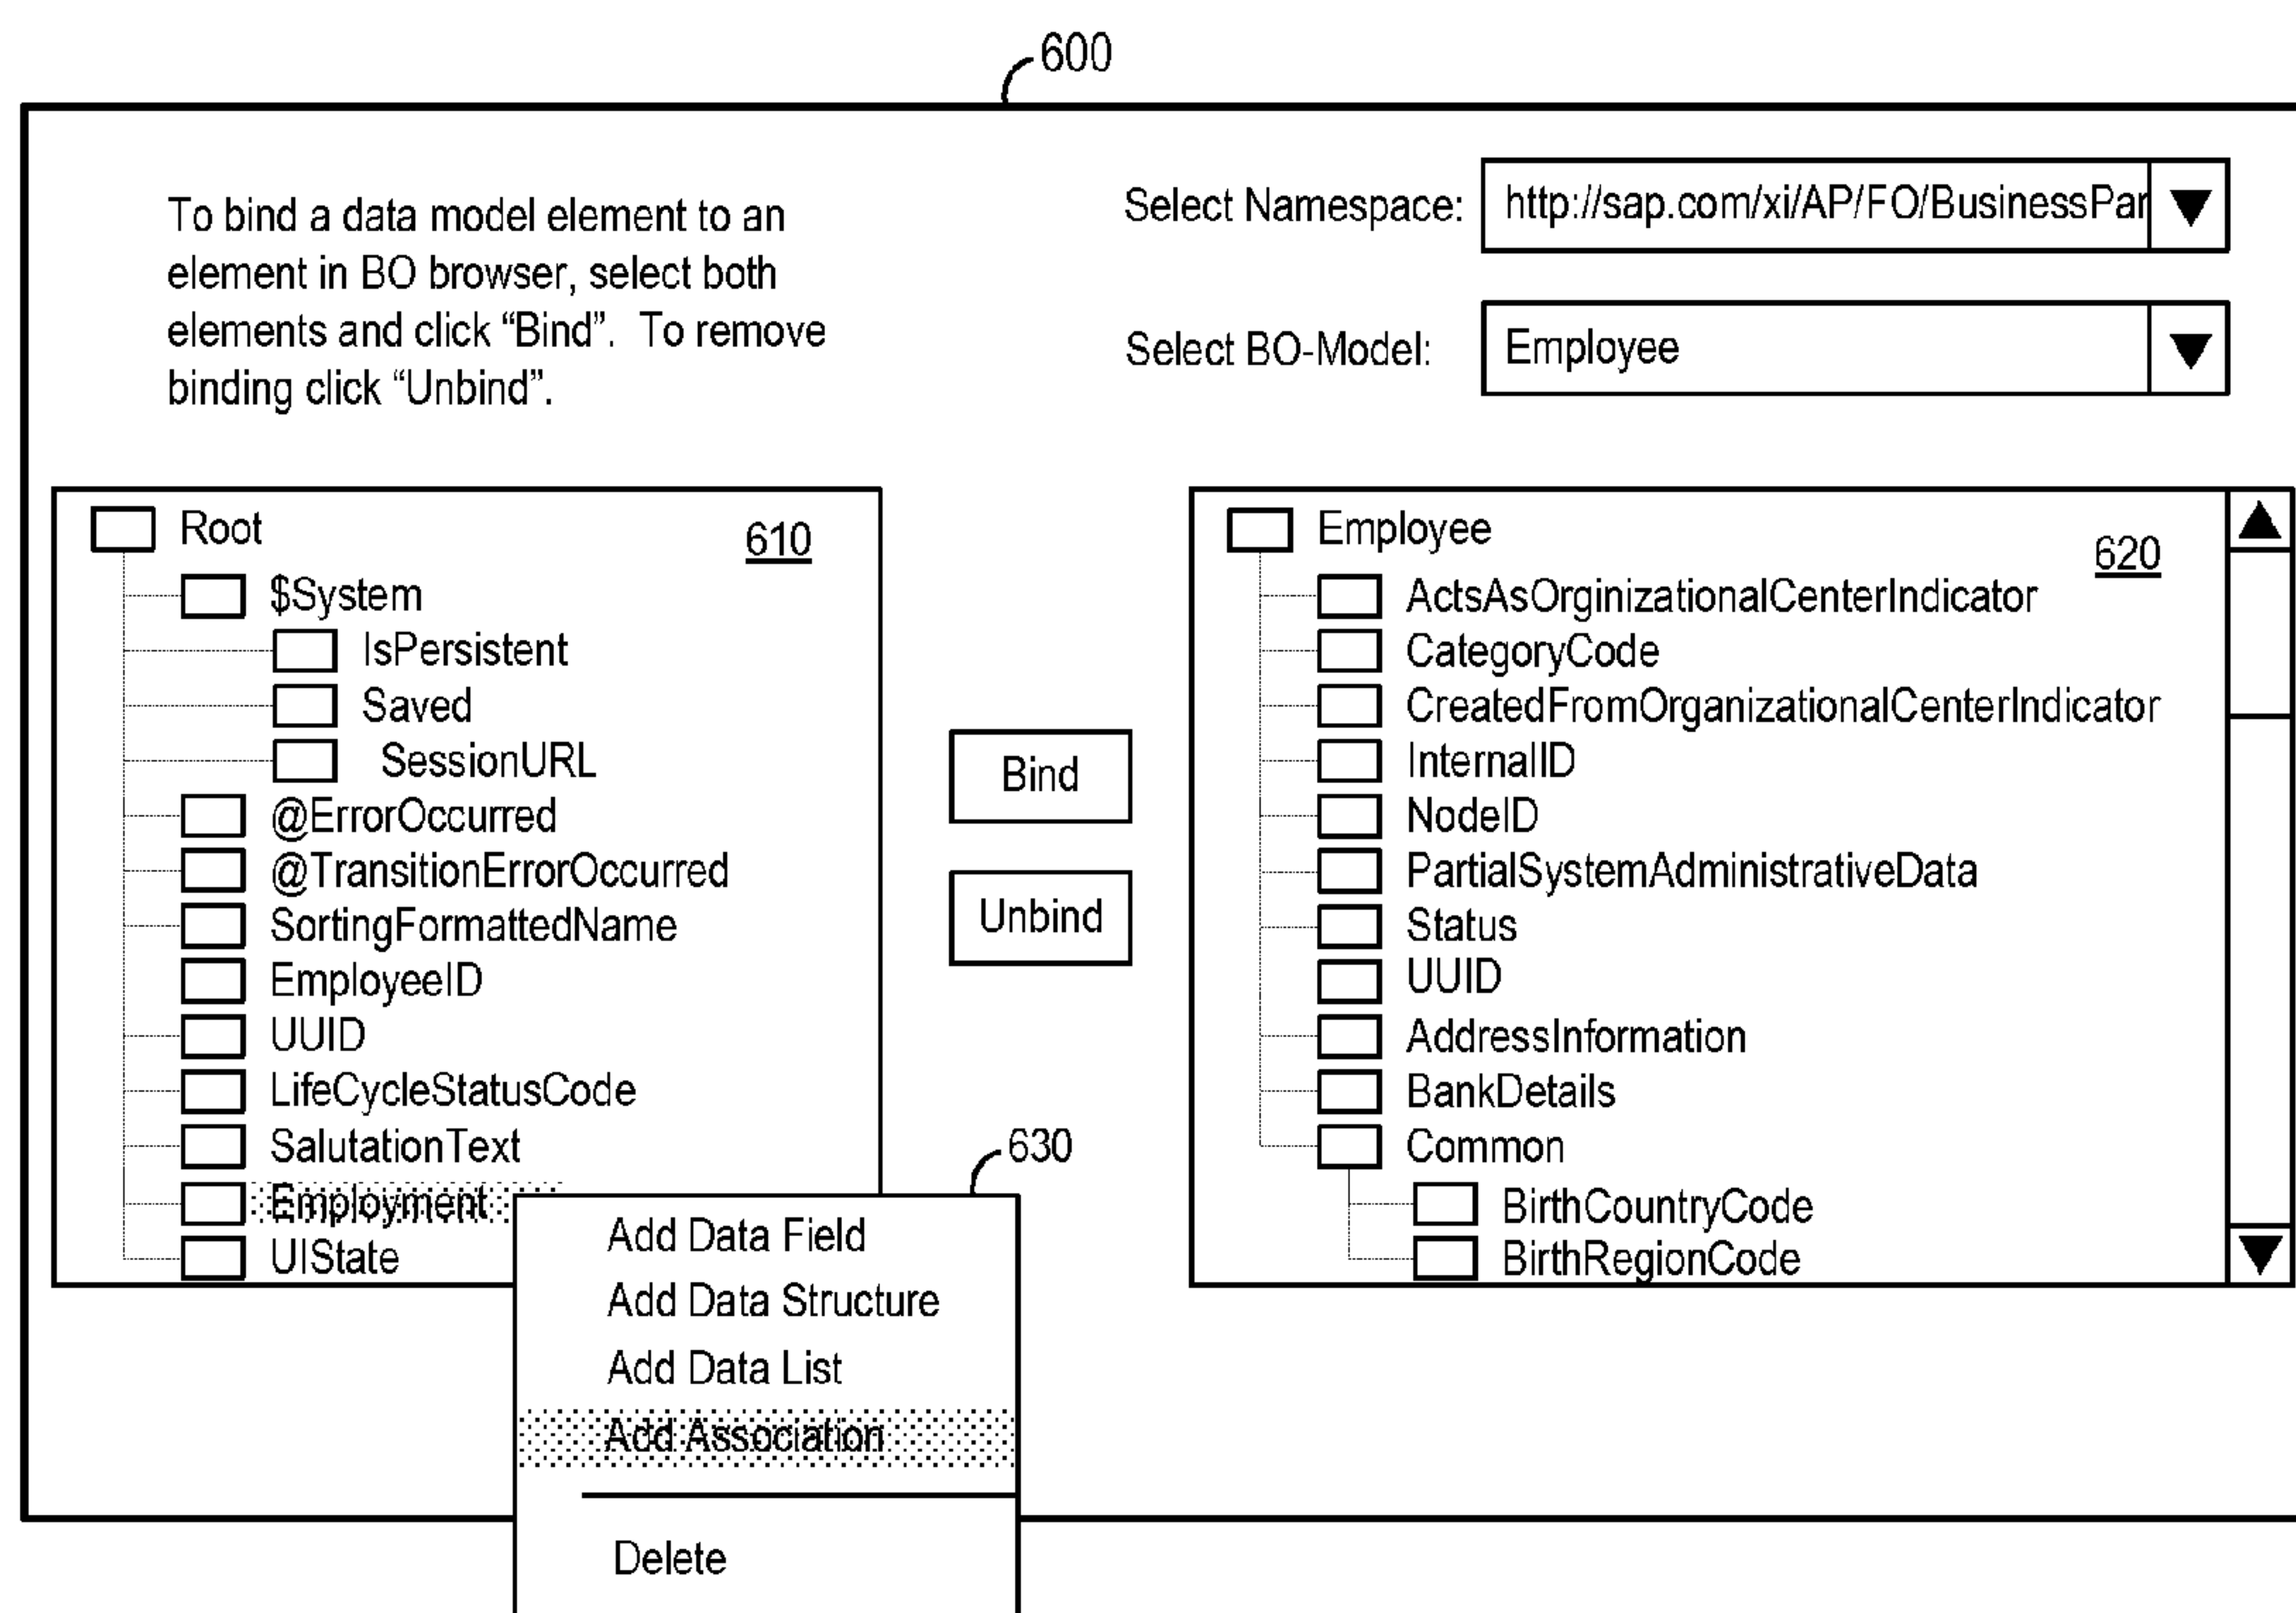 600
To bind a data model element to an
element in BO browser, select both
elements and click “Bind”. To remove
binding click “Unbind”.
Select Namespace:
http://sap.com/xi/AP/FO/BusinessPar
Select BO-Model:
Employee
610
Root
$System
IsPersistent
Saved
SessionURL
@ErrorOccurred
@TransitionErrorOccurred
SortingFormattedName
EmployeeID
UUID
LifeCycleStatusCode
SalutationText
Employment
UIState
Bind
Unbind
620
Employee
ActsAsOrginizationalCenterIndicator
CategoryCode
CreatedFromOrganizationalCenterIndicator
InternalID
NodeID
PartialSystemAdministrativeData
Status
UUID
AddressInformation
BankDetails
Common
BirthCountryCode
BirthRegionCode
630
Add Data Field
Add Data Structure
Add Data List
Add Association
Delete